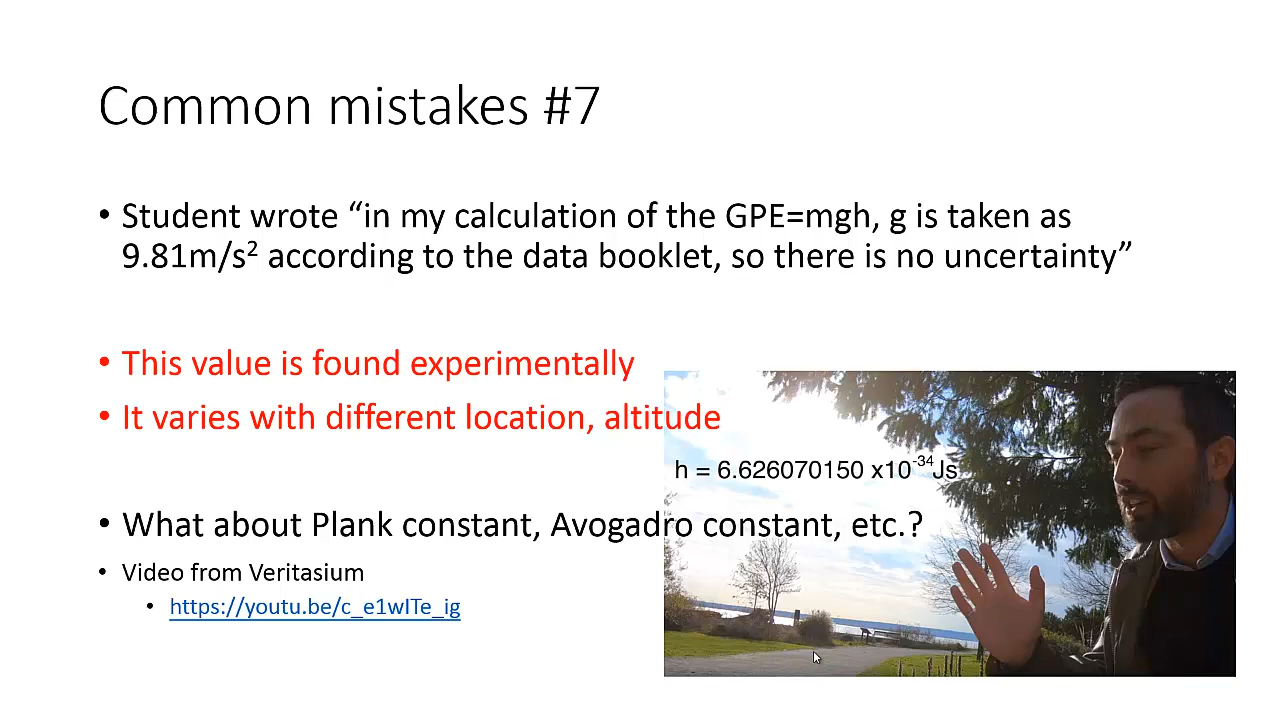 Common mistakes #7
• Student wrote “in my calculation of the GPE=mgh, g is taken as
9.81m/s² according to the data booklet, so there is no uncertainty”
• This value is found experimentally
• It varies with different location, altitude
h = 6.626070150 x10⁻³⁴Js
• What about Plank constant, Avogadro constant, etc.?
• Video from Veritasium
• https://youtu.be/c_e1wITe_ig